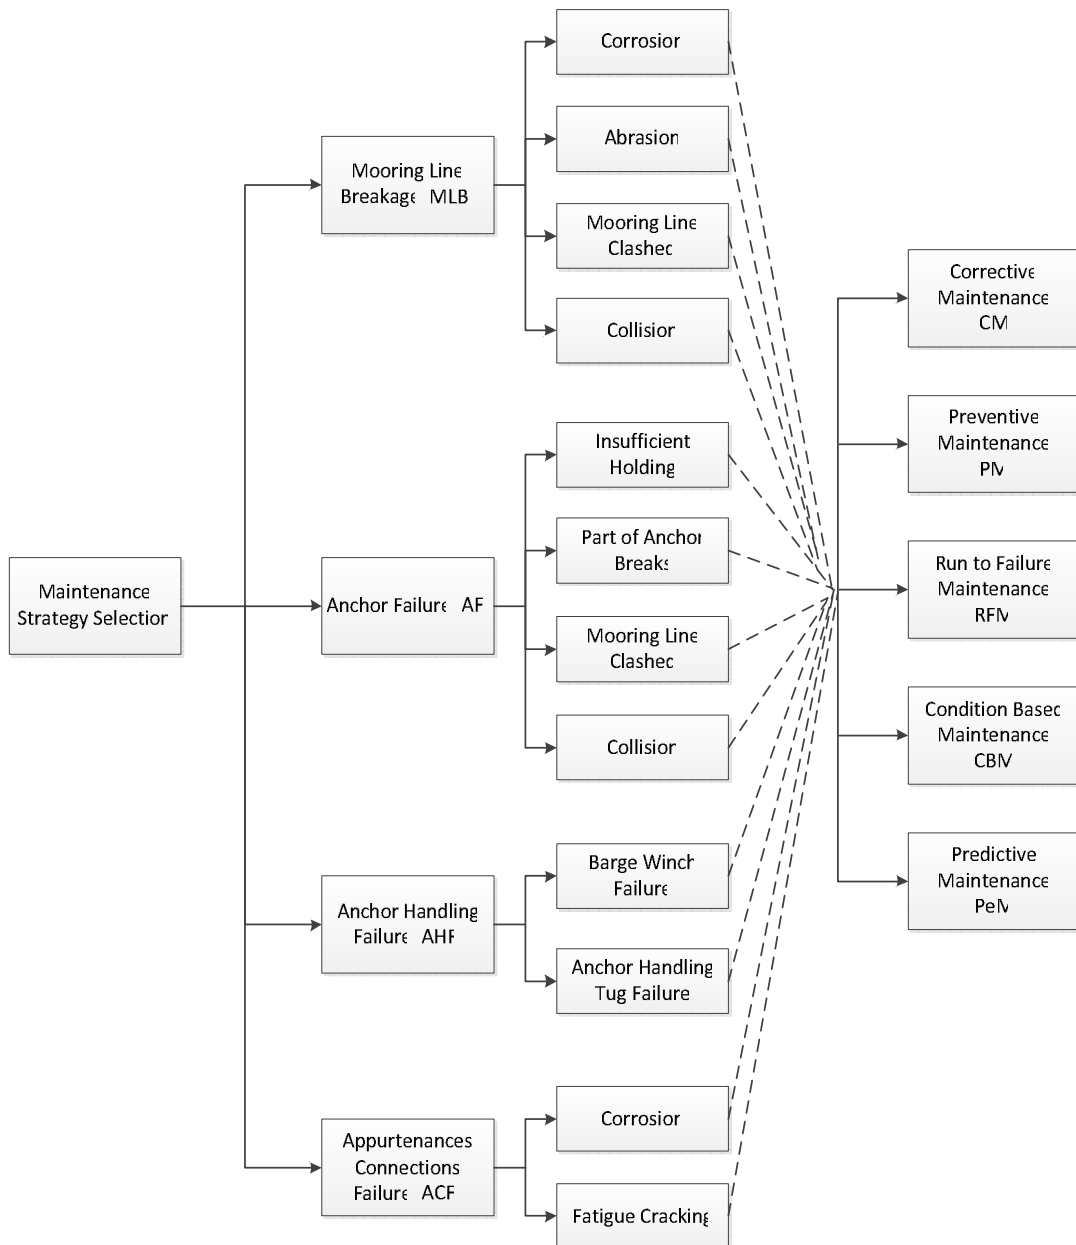 Corrosion
Abrasion
Mooring Line
Breakage MLB
Mooring Line
Clashed
Collision
Corrective
Maintenance
CM
Preventive
Maintenance
PM
Insufficient
Holding
Part of Anchor
Breaks
Maintenance
Strategy Selection
Anchor Failure AF
Run to Failure
Maintenance
RFM
Mooring Line
Clashed
Collision
Condition Based
Maintenance
CBM
Barge Winch
Failure
Predictive
Maintenance
PeM
Anchor Handling
Failure AHF
Anchor Handling
Tug Failure
Corrosion
Appurtenances
Connections
Failure ACF
Fatigue Cracking